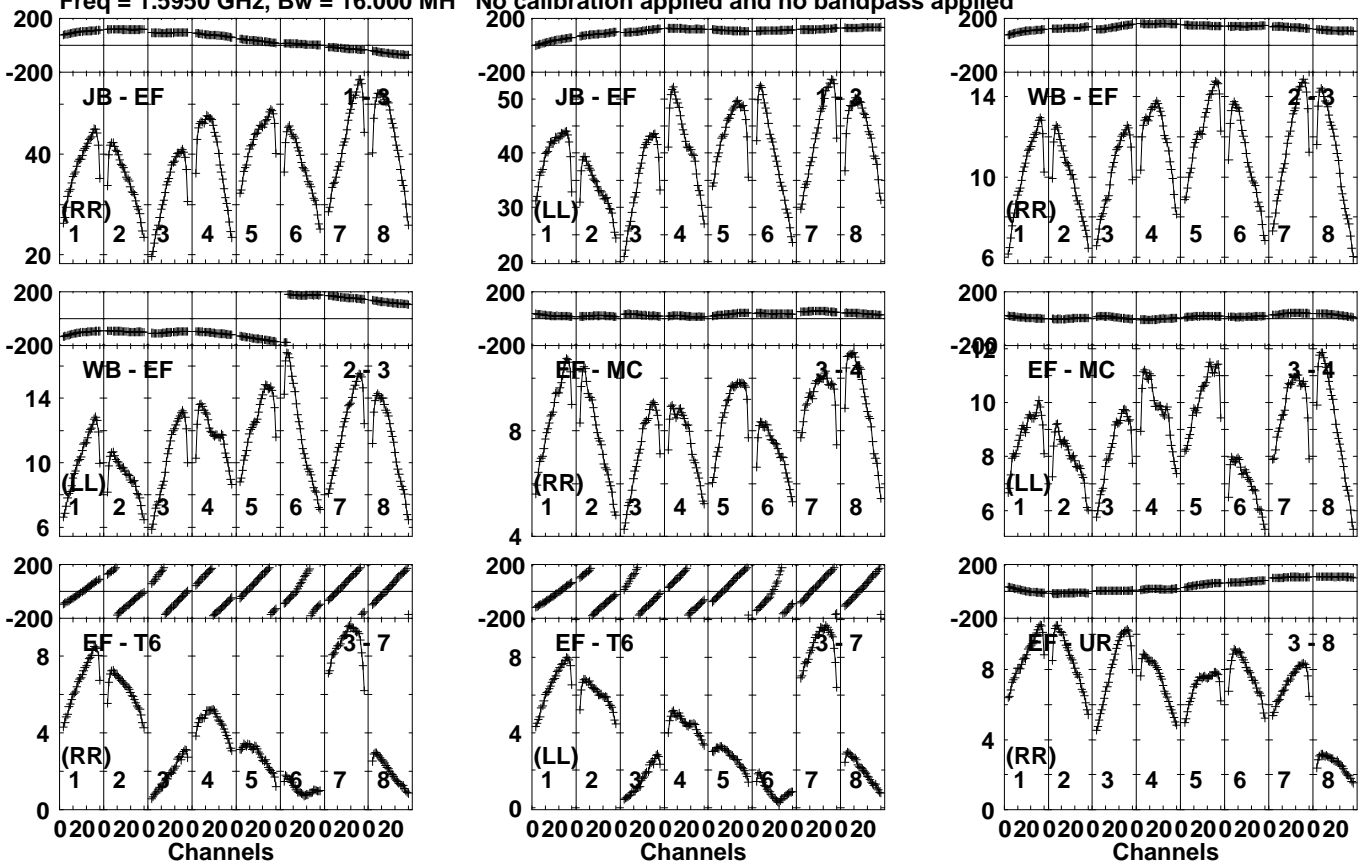 Freq = 1.5950 GHz, Bw = 16.000 MH No calibration applied and no bandpass applied
200 200 200
-200 -200 -200
JB - EF 1 - 3 JB - EF 1 - 3 WB - EF 2 - 3
50 14
40 40 10
30
(RR) (LL) (RR)
1 2 3 4 5 6 7 8 1 2 3 4 5 6 7 8 1 2 3 4 5 6 7 8
20 20 6
200 200 200
-200 -200 -200 12
WB - EF 2 - 3 EF - MC 3 - 4 EF - MC 3 - 4
14 8 10
10 8
(LL) (RR) (LL)
1 2 3 4 5 6 7 8 1 2 3 4 5 6 7 8 1 2 3 4 5 6 7 8
6 4 6
200 200 200
-200 -200 -200
EF - T6 3 - 7 EF - T6 3 - 7 EF - UR 3 - 8
8 8 8
4 4 4
(RR) (LL) (RR)
1 2 3 4 5 6 7 8 1 2 3 4 5 6 7 8 1 2 3 4 5 6 7 8
0 0 0
0 20 0 20 0 20 0 20 0 20 0 20 0 20 0 20 0 20 0 20 0 20 0 20 0 20 0 20 0 20 0 20 0 20 0 20 0 20 0 20 0 20 0 20 0 20 0 20
Channels Channels Channels